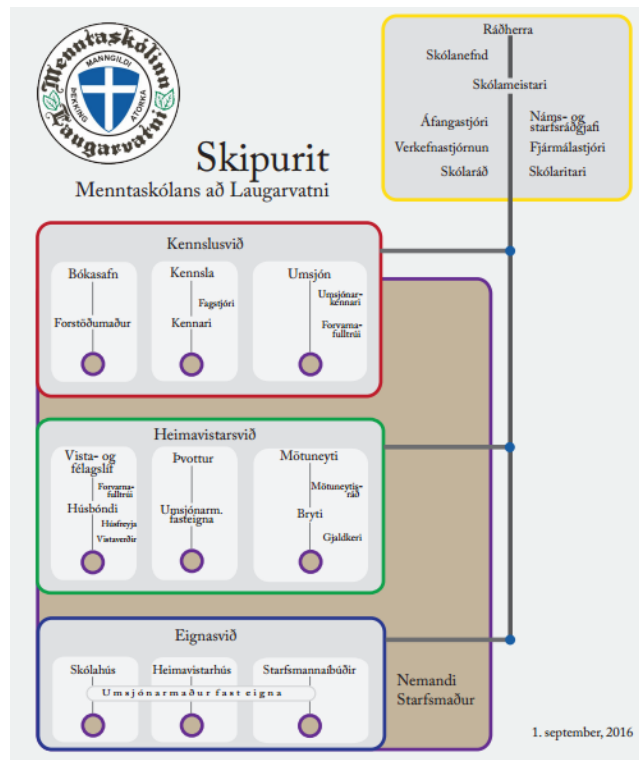 Menntaskólinn
MANNGILDI
ÞEKKING
ATORKA
Laugarvatni
Skipurit
Menntaskólans að Laugarvatni
Ráðherra
Skólanefnd
Skólameistari
Áfangastjóri
Náms- og
starfsráðgjafi
Verkefnastjórnun
Fjármálastjóri
Skólaráð
Skólaritari
Kennslusvið
Bókasafn
Forstöðumaður
Kennsla
Fagstjóri
Kennari
Umsjón
Umsjónar-
kennari
Forvarna-
fulltrúi
Heimavistarsvið
Vista- og
félagslíf
Forvarna-
fulltrúi
Húsbóndi
Húsfreyja
Vistaverðir
Þvottur
Umsjónarm.
fasteigna
Mötuneyti
Mötuneytis-
ráð
Bryti
Gjaldkeri
Eignasvið
Skólahús
Heimavistarhús
Starfsmannaíbúðir
Umsjónarmaður fast eigna
Nemandi
Starfsmaður
1. september, 2016